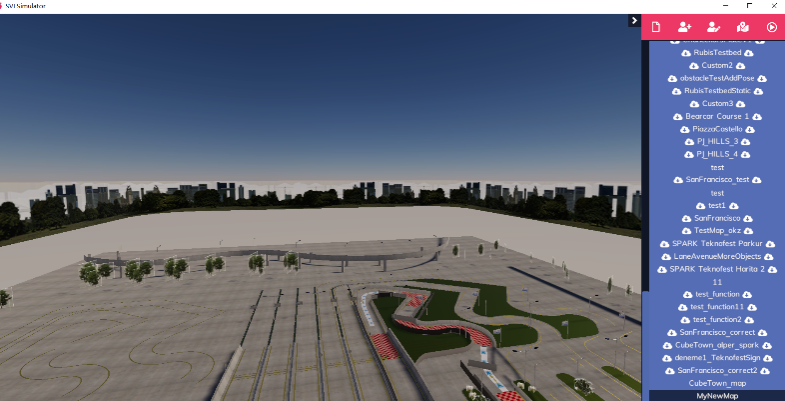 SVL Simulator
RubisTestbed
Custom2
obstacleTestAddPose
RubisTestbedStatic
Custom3
Bearcar Course 1
PiazzaCastello
PJ_HILLS_3
PJ_HILLS_4
test
SanFrancisco_test
test
test1
SanFrancisco
TestMap_okz
SPARK Teknofest Parkur
LaneAvenueMoreObjects
SPARK Teknofest Harita 2
11
test_function
test_function11
test_function2
SanFrancisco_correct
CubeTown_alper_spark
deneme1_TeknofestSign
SanFrancisco_correct2
CubeTown_map
MyNewMap